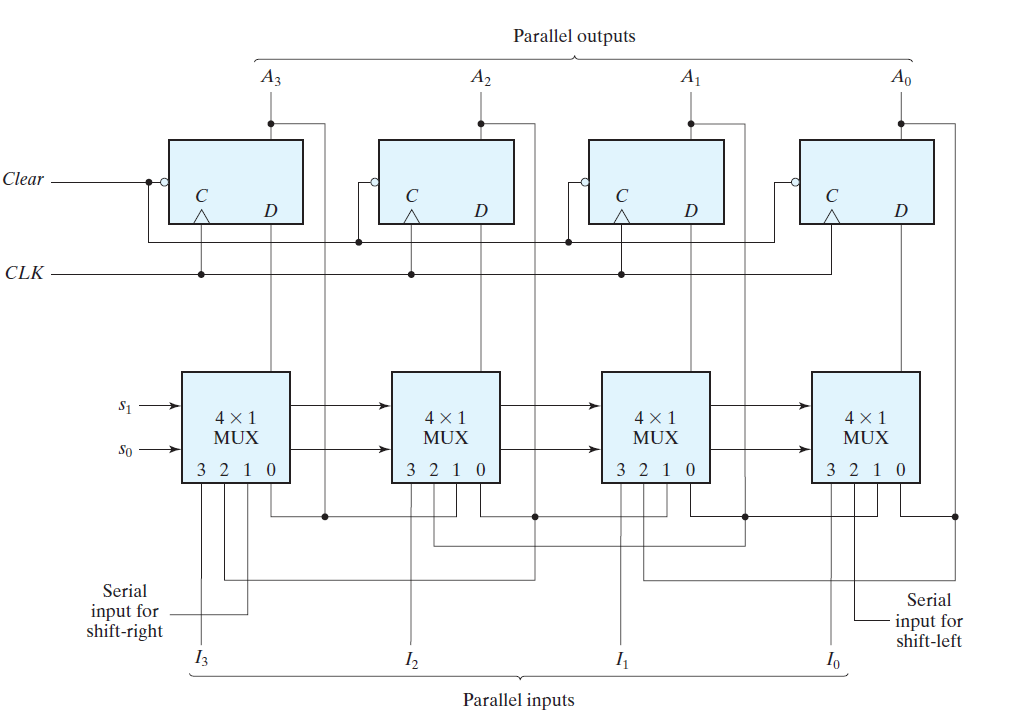 Parallel outputs
A3 A2 A1 A0
Clear
C C C C
D D D D
CLK
s1
4 × 1 4 × 1 4 × 1 4 × 1
MUX MUX MUX MUX
s0
3 2 1 0 3 2 1 0 3 2 1 0 3 2 1 0
Serial
input for
shift-right
Serial
input for
shift-left
I3 I2 I1 I0
Parallel inputs